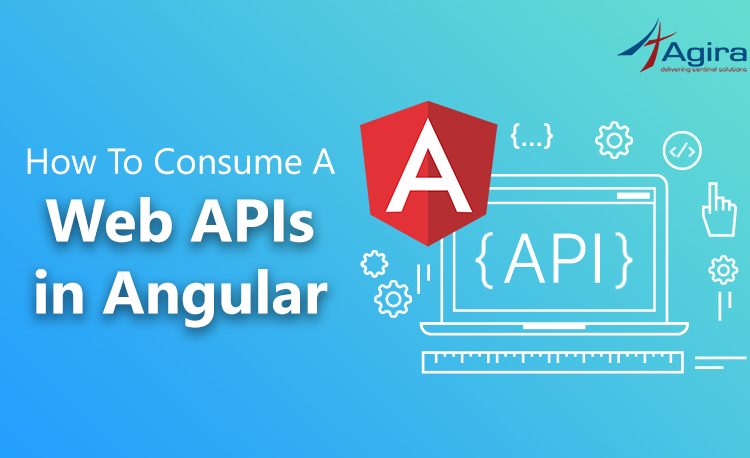 Agira
delivering sentinel solutions
How To Consume A
Web APIs
in Angular
A
{...}
</>
{API}